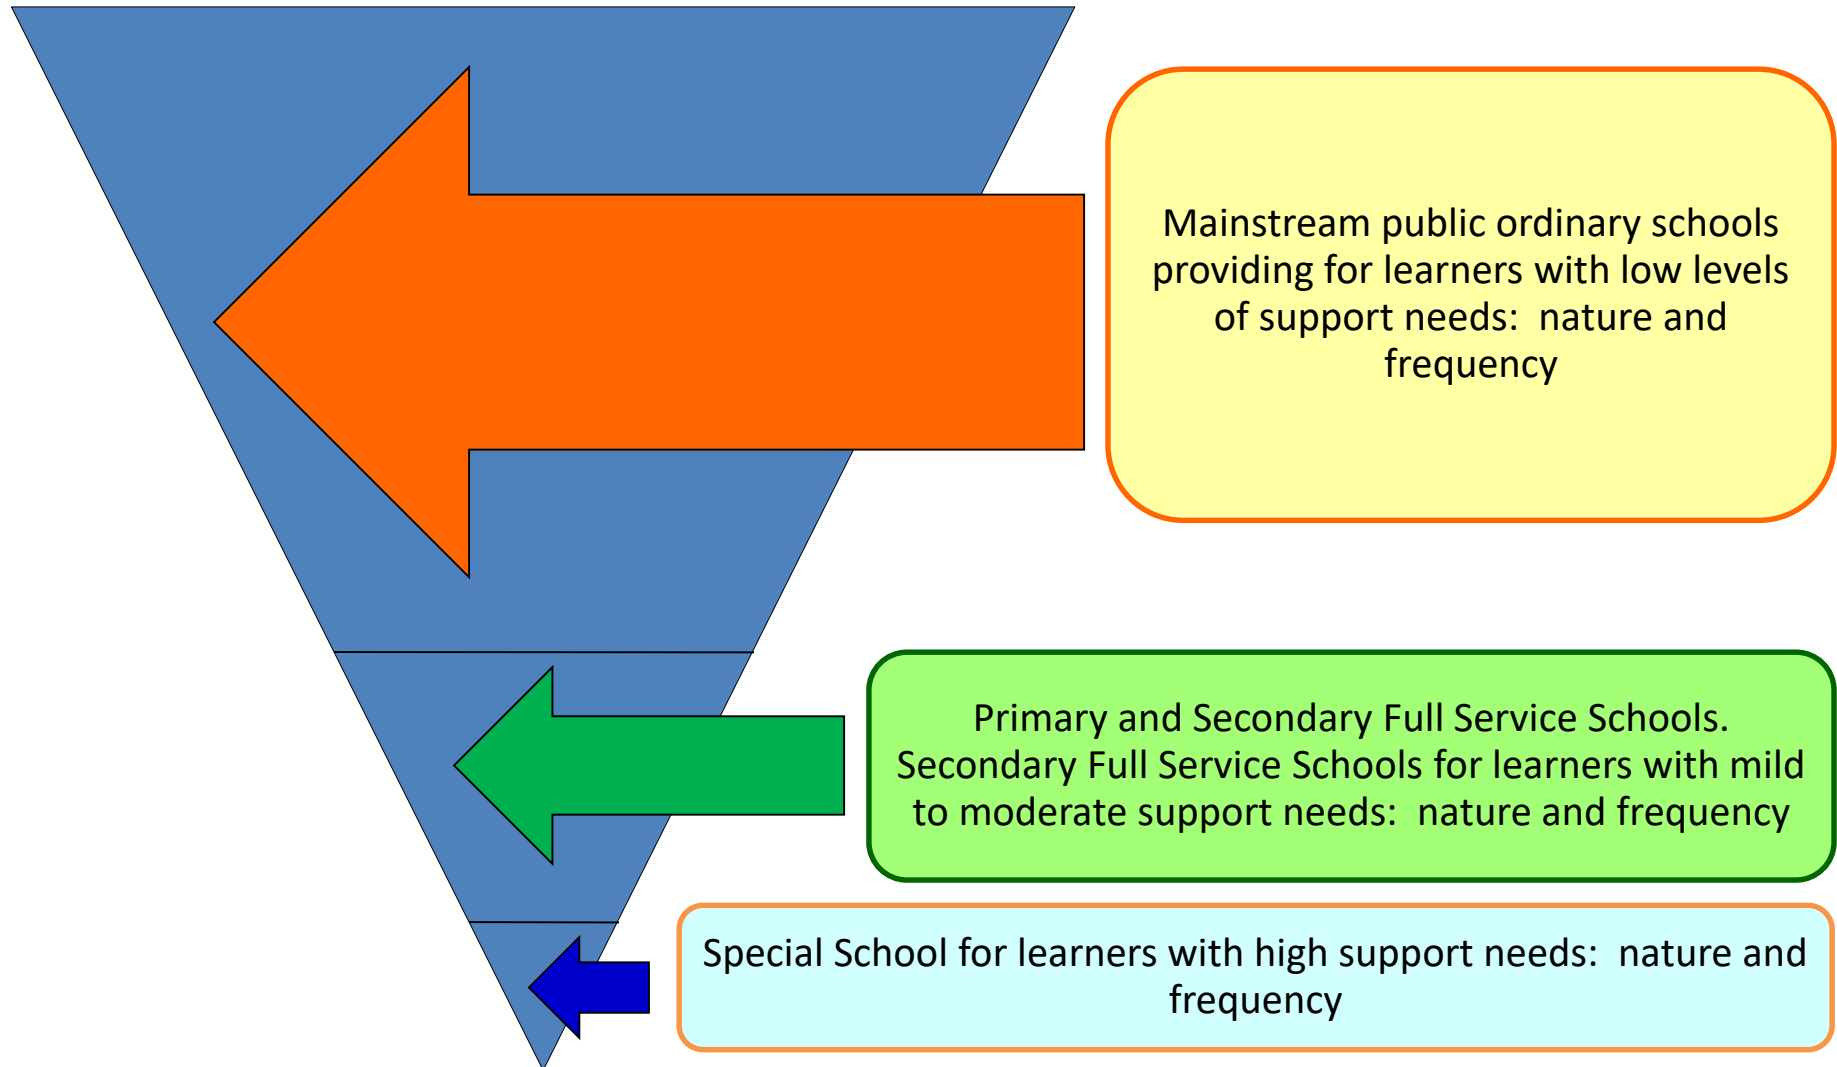 Mainstream public ordinary schools
providing for learners with low levels
of support needs:  nature and
frequency
Primary and Secondary Full Service Schools.
Secondary Full Service Schools for learners with mild
to moderate support needs:  nature and frequency
Special School for learners with high support needs:  nature and
frequency